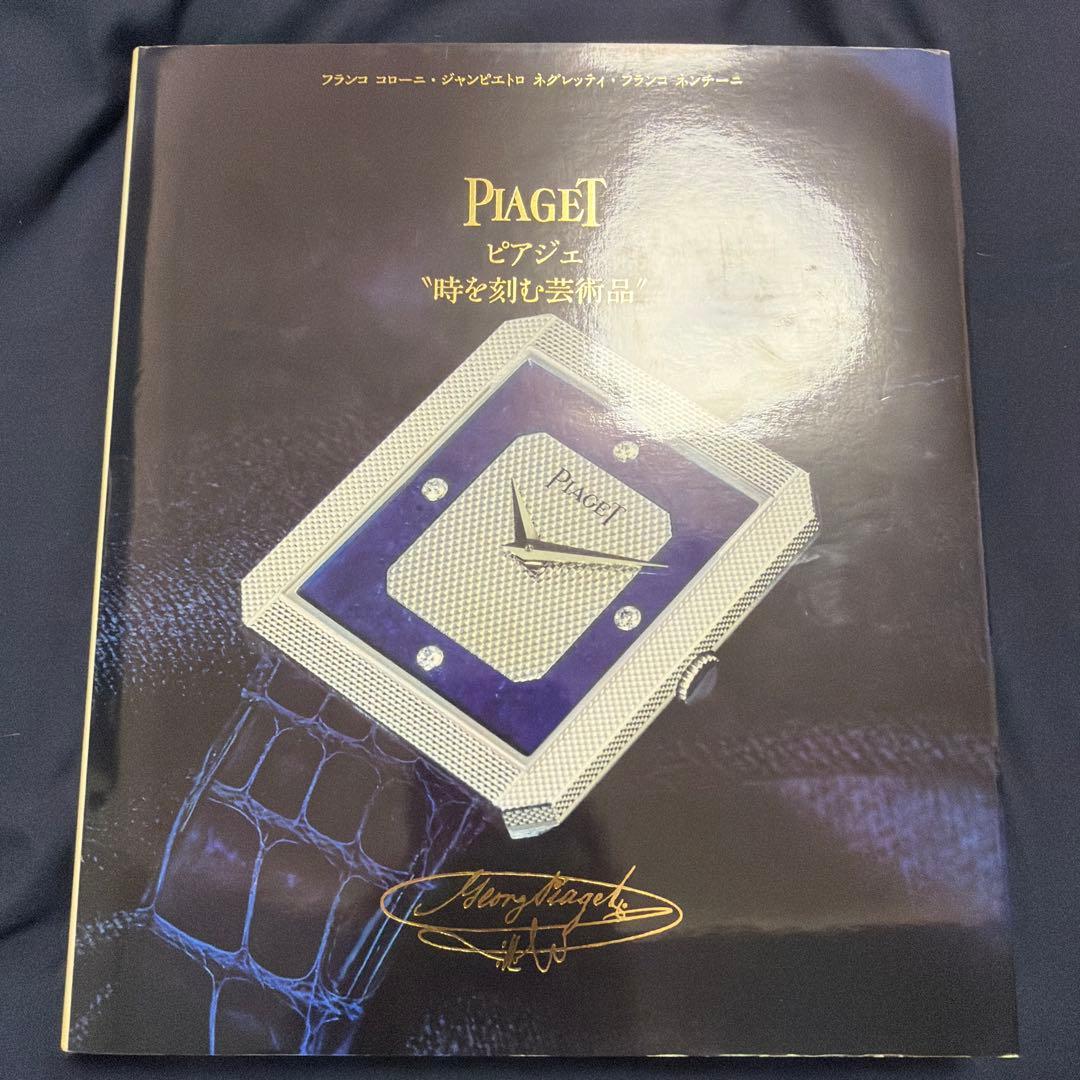 フランコ コローニ・ジャンピエトロ ネグレッティ・フランコ ネンチーニ
PIAGET
ピアジェ
〝時を刻む芸術品〟
PIAGET
Georg Piaget